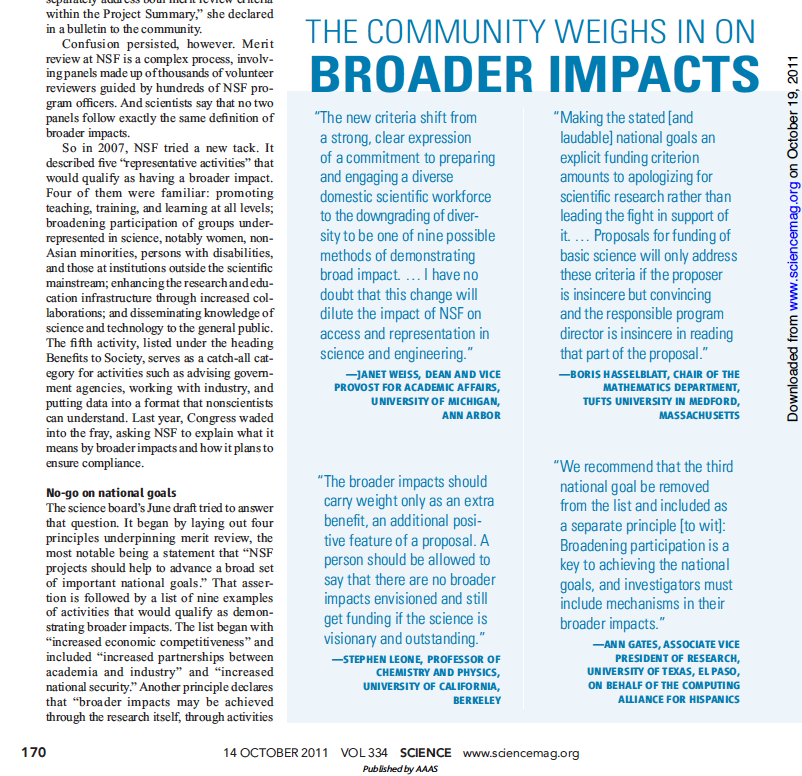 separately address both merit review criteria
within the Project Summary,” she declared
in a bulletin to the community.
Confusion persisted, however. Merit
review at NSF is a complex process, involv-
ing panels made up of thousands of volunteer
reviewers guided by hundreds of NSF pro-
gram officers. And scientists say that no two
panels follow exactly the same definition of
broader impacts.
So in 2007, NSF tried a new tack. It
described five “representative activities” that
would qualify as having a broader impact.
Four of them were familiar: promoting
teaching, training, and learning at all levels;
broadening participation of groups under-
represented in science, notably women, non-
Asian minorities, persons with disabilities,
and those at institutions outside the scientific
mainstream; enhancing the research and edu-
cation infrastructure through increased col-
laborations; and disseminating knowledge of
science and technology to the general public.
The fifth activity, listed under the heading
Benefits to Society, serves as a catch-all cat-
egory for activities such as advising govern-
ment agencies, working with industry, and
putting data into a format that nonscientists
can understand. Last year, Congress waded
into the fray, asking NSF to explain what it
means by broader impacts and how it plans to
ensure compliance.
No-go on national goals
The science board’s June draft tried to answer
that question. It began by laying out four
principles underpinning merit review, the
most notable being a statement that “NSF
projects should help to advance a broad set
of important national goals.” That asser-
tion is followed by a list of nine examples
of activities that would qualify as demon-
strating broader impacts. The list began with
“increased economic competitiveness” and
included “increased partnerships between
academia and industry” and “increased
national security.” Another principle declares
that “broader impacts may be achieved
through the research itself, through activities
THE COMMUNITY WEIGHS IN ON
BROADER IMPACTS
“The new criteria shift from
a strong, clear expression
of a commitment to preparing
and engaging a diverse
domestic scientific workforce
to the downgrading of diver-
sity to be one of nine possible
methods of demonstrating
broad impact. … I have no
doubt that this change will
dilute the impact of NSF on
access and representation in
science and engineering.”
—JANET WEISS, DEAN AND VICE
PROVOST FOR ACADEMIC AFFAIRS,
UNIVERSITY OF MICHIGAN,
ANN ARBOR
“The broader impacts should
carry weight only as an extra
benefit, an additional posi-
tive feature of a proposal. A
person should be allowed to
say that there are no broader
impacts envisioned and still
get funding if the science is
visionary and outstanding.”
—STEPHEN LEONE, PROFESSOR OF
CHEMISTRY AND PHYSICS,
UNIVERSITY OF CALIFORNIA,
BERKELEY
“Making the stated [and
laudable] national goals an
explicit funding criterion
amounts to apologizing for
scientific research rather than
leading the fight in support of
it. … Proposals for funding of
basic science will only address
these criteria if the proposer
is insincere but convincing
and the responsible program
director is insincere in reading
that part of the proposal.”
—BORIS HASSELBLATT, CHAIR OF THE
MATHEMATICS DEPARTMENT,
TUFTS UNIVERSITY IN MEDFORD,
MASSACHUSETTS
“We recommend that the third
national goal be removed
from the list and included as
a separate principle [to wit]:
Broadening participation is a
key to achieving the national
goals, and investigators must
include mechanisms in their
broader impacts.”
—ANN GATES, ASSOCIATE VICE
PRESIDENT OF RESEARCH,
UNIVERSITY OF TEXAS, EL PASO,
ON BEHALF OF THE COMPUTING
ALLIANCE FOR HISPANICS
Downloaded from www.sciencemag.org on October 19, 2011
170 14 OCTOBER 2011 VOL 334 SCIENCE www.sciencemag.org
Published by AAAS